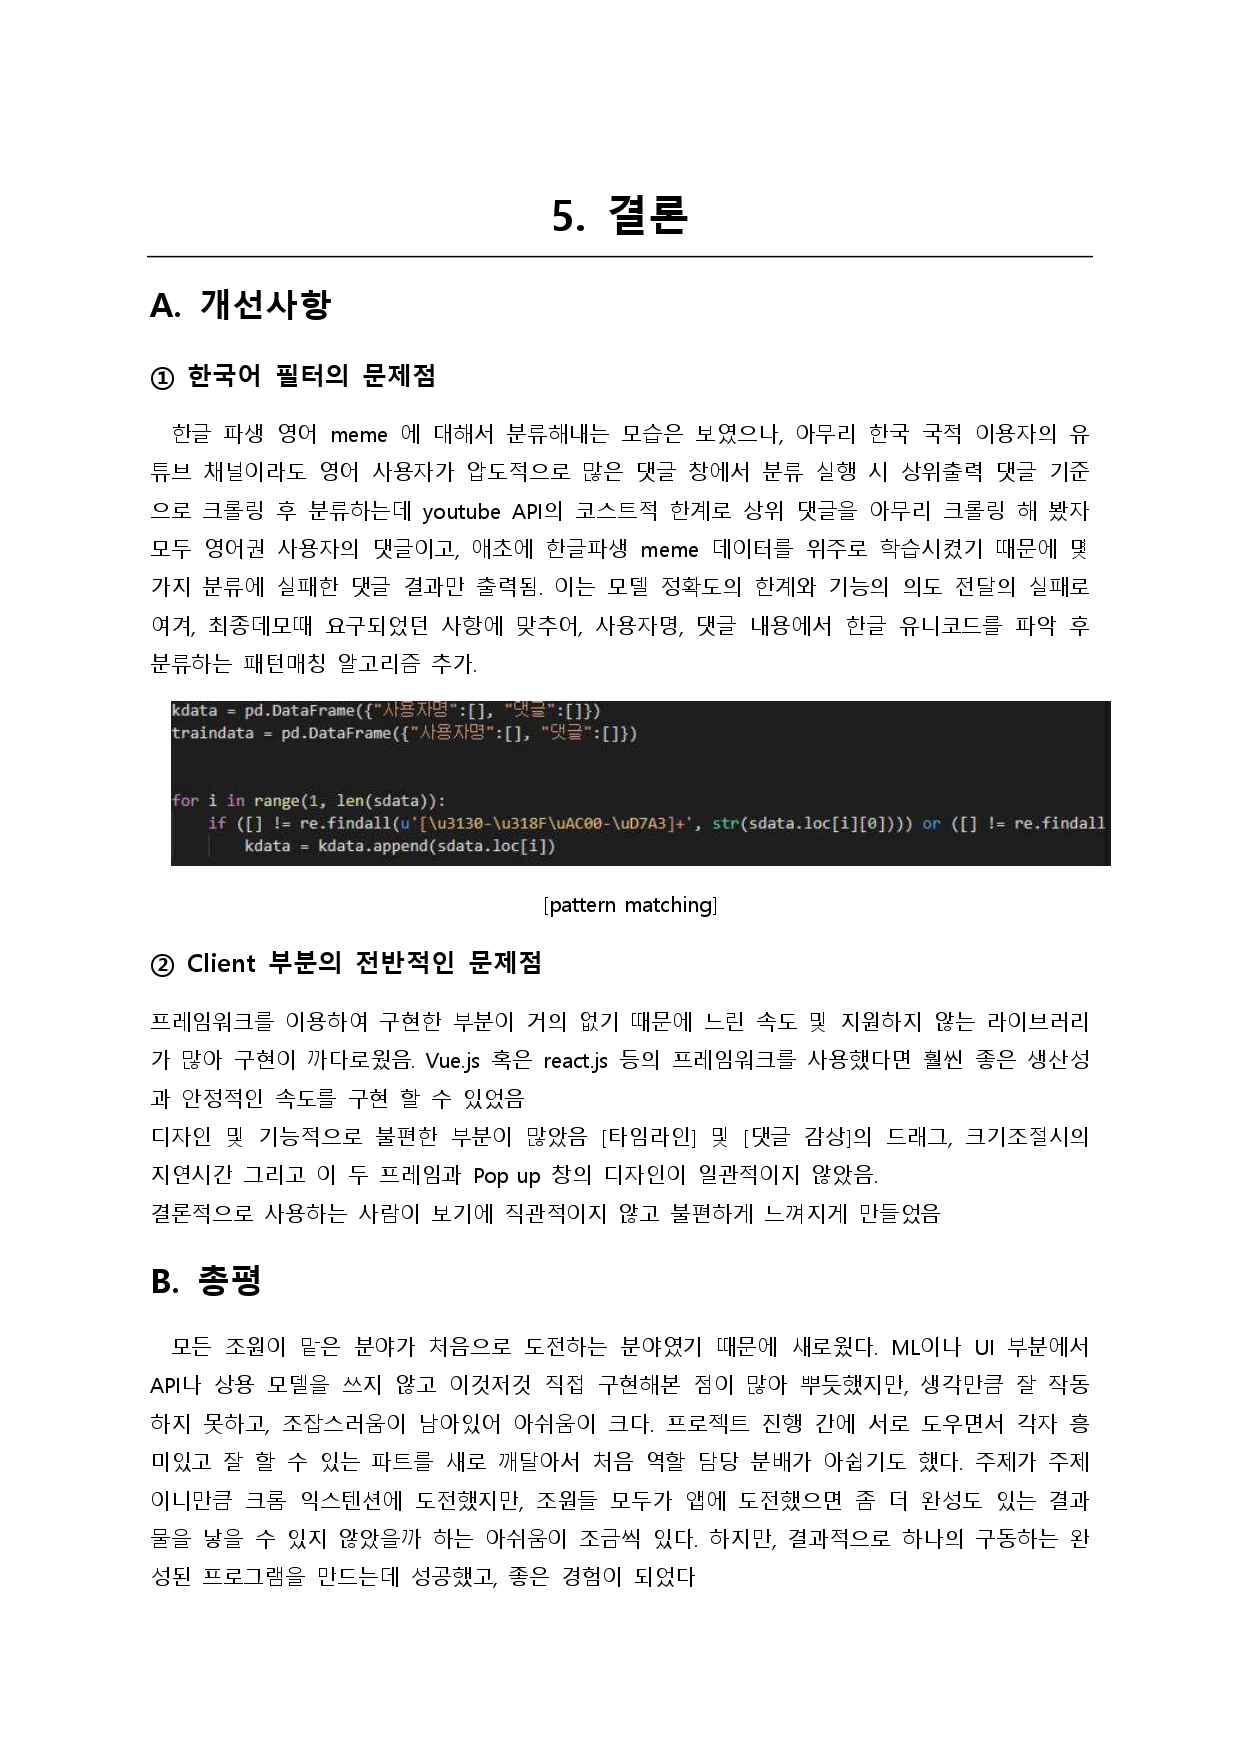 5. 결론
A. 개선사항
① 한국어 필터의 문제점
한글 파생 영어 meme 에 대해서 분류해내는 모습은 보였으나, 아무리 한국 국적 이용자의 유
튜브 채널이라도 영어 사용자가 압도적으로 많은 댓글 창에서 분류 실행 시 상위출력 댓글 기준
으로 크롤링 후 분류하는데 youtube API의 코스트적 한계로 상위 댓글을 아무리 크롤링 해 봤자
모두 영어권 사용자의 댓글이고, 애초에 한글파생 meme 데이터를 위주로 학습시켰기 때문에 몇
가지 분류에 실패한 댓글 결과만 출력됨. 이는 모델 정확도의 한계와 기능의 의도 전달의 실패로
여겨, 최종데모때 요구되었던 사항에 맞추어, 사용자명, 댓글 내용에서 한글 유니코드를 파악 후
분류하는 패턴매칭 알고리즘 추가.
kdata = pd.DataFrame({"사용자명":[], "댓글":[]})
traindata = pd.DataFrame({"사용자명":[], "댓글":[]})
for i in range(1, len(sdata)):
if ([] != re.findall(u'[\u3130-\u318F\uAC00-\uD7A3]+', str(sdata.loc[i][0]))) or ([] != re.findall
kdata = kdata.append(sdata.loc[i])
[pattern matching]
② Client 부분의 전반적인 문제점
프레임워크를 이용하여 구현한 부분이 거의 없기 때문에 느린 속도 및 지원하지 않는 라이브러리
가 많아 구현이 까다로웠음. Vue.js 혹은 react.js 등의 프레임워크를 사용했다면 훨씬 좋은 생산성
과 안정적인 속도를 구현 할 수 있었음
디자인 및 기능적으로 불편한 부분이 많았음 [타임라인] 및 [댓글 감상]의 드래그, 크기조절시의
지연시간 그리고 이 두 프레임과 Pop up 창의 디자인이 일관적이지 않았음.
결론적으로 사용하는 사람이 보기에 직관적이지 않고 불편하게 느껴지게 만들었음
B. 총평
모든 조원이 맡은 분야가 처음으로 도전하는 분야였기 때문에 새로웠다. ML이나 UI 부분에서
API나 상용 모델을 쓰지 않고 이것저것 직접 구현해본 점이 많아 뿌듯했지만, 생각만큼 잘 작동
하지 못하고, 조잡스러움이 남아있어 아쉬움이 크다. 프로젝트 진행 간에 서로 도우면서 각자 흥
미있고 잘 할 수 있는 파트를 새로 깨달아서 처음 역할 담당 분배가 아쉽기도 했다. 주제가 주제
이니만큼 크롬 익스텐션에 도전했지만, 조원들 모두가 앱에 도전했으면 좀 더 완성도 있는 결과
물을 낳을 수 있지 않았을까 하는 아쉬움이 조금씩 있다. 하지만, 결과적으로 하나의 구동하는 완
성된 프로그램을 만드는데 성공했고, 좋은 경험이 되었다